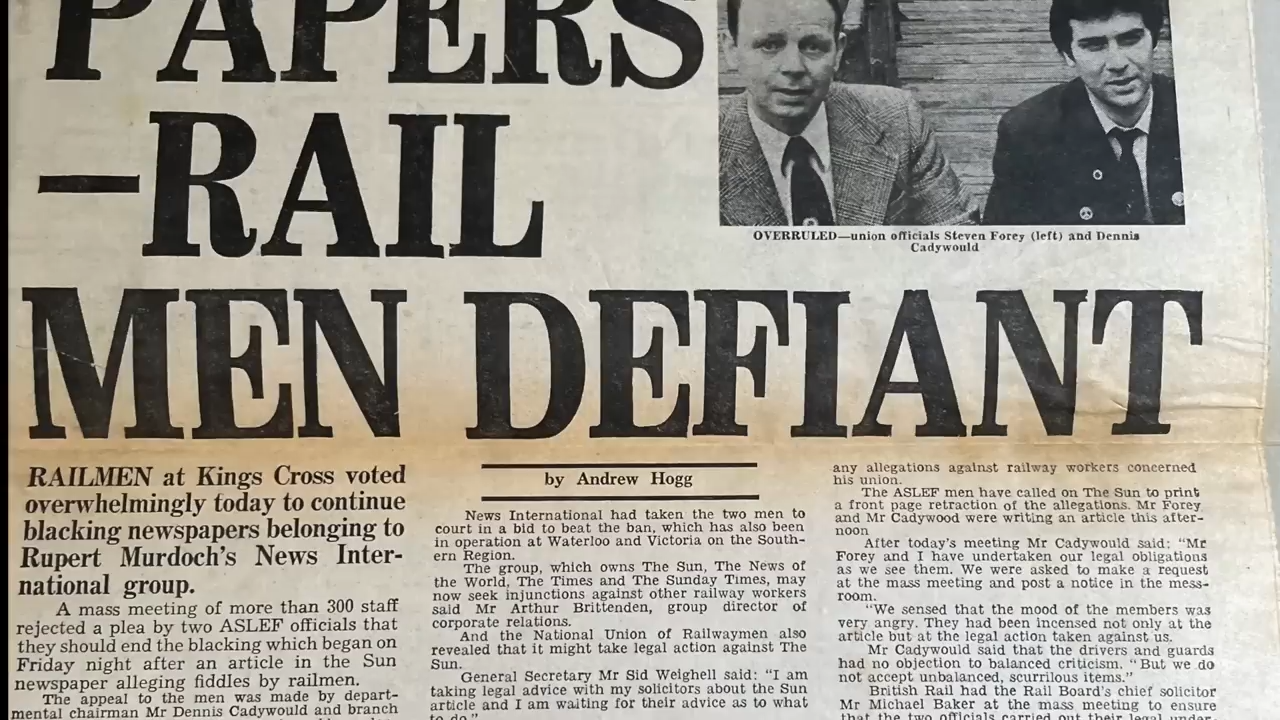 PAPERS
—RAIL
MEN DEFIANT
OVERRULED—union officials Steven Forey (left) and Dennis
Cadywould
RAILMEN at Kings Cross voted
overwhelmingly today to continue
blacking newspapers belonging to
Rupert Murdoch's News Inter-
national group.
A mass meeting of more than 300 staff
rejected a plea by two ASLEF officials that
they should end the blacking which began on
Friday night after an article in the Sun
newspaper alleging fiddles by railmen.
The appeal to the men was made by depart-
mental chairman Mr Dennis Cadywould and branch
by Andrew Hogg
News International had taken the two men to
court in a bid to beat the ban, which has also been
in operation at Waterloo and Victoria on the South-
ern Region.
The group, which owns The Sun, The News of
the World, The Times and The Sunday Times, may
now seek injunctions against other railway workers
said Mr Arthur Brittenden, group director of
corporate relations.
And the National Union of Railwaymen also
revealed that it might take legal action against The
Sun.
General Secretary Mr Sid Weighell said: "I am
taking legal advice with my solicitors about the Sun
article and I am waiting for their advice as to what
to do."
any allegations against railway workers concerned
his union.
The ASLEF men have called on The Sun to print
a front page retraction of the allegations. Mr Forey
and Mr Cadywood were writing an article this after-
noon
After today's meeting Mr Cadywould said: "Mr
Forey and I have undertaken our legal obligations
as we see them. We were asked to make a request
at the mass meeting and post a notice in the mess-
room.
"We sensed that the mood of the members was
very angry. They had been incensed not only at the
article but at the legal action taken against us.
Mr Cadywould said that the drivers and guards
had no objection to balanced criticism. "But we do
not accept unbalanced, scurrilous items."
British Rail had the Rail Board's chief solicitor
Mr Michael Baker at the mass meeting to ensure
that the two officials carried out their legal under